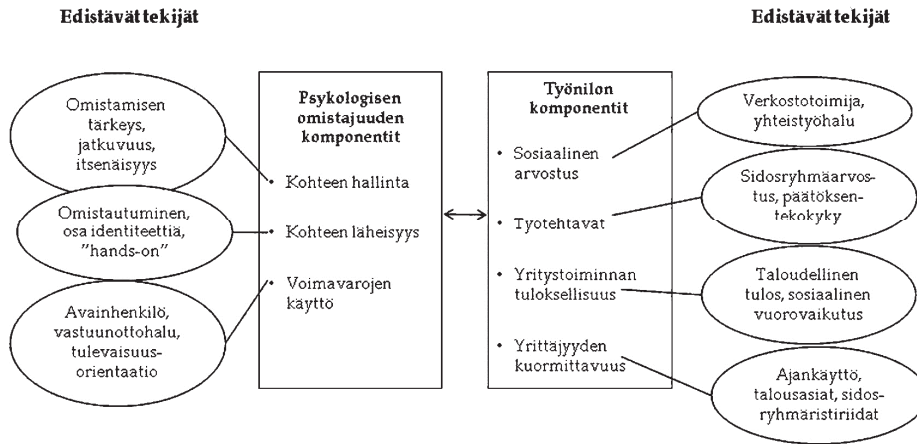 Edistävät tekijät
Omistamisen
tärkeys,
jatkuvuus,
itsenäisyys
Omistautuminen,
osa identiteettiä,
”hands-on”
Avainhenkilö,
vastuunottohalu,
tulevaisuus-
orientaatio
Psykologisen
omistajuuden
komponentit
• Kohteen hallinta
• Kohteen läheisyys
• Voimavarojen
käyttö
Työnilon
komponentit
• Sosiaalinen
arvostus
• Tyotehtavat
• Yritystoiminnan
tuloksellisuus
• Yrittäjyyden
kuormittavuus
Edistävät tekijät
Verkostotoimija,
yhteistyöhalu
Sidosryhmäarvos-
tus, päätöksen-
tekokyky
Taloudellinen
tulos, sosiaalinen
vuorovaikutus
Ajankäyttö,
talousasiat, sidos-
ryhmäristiriidat